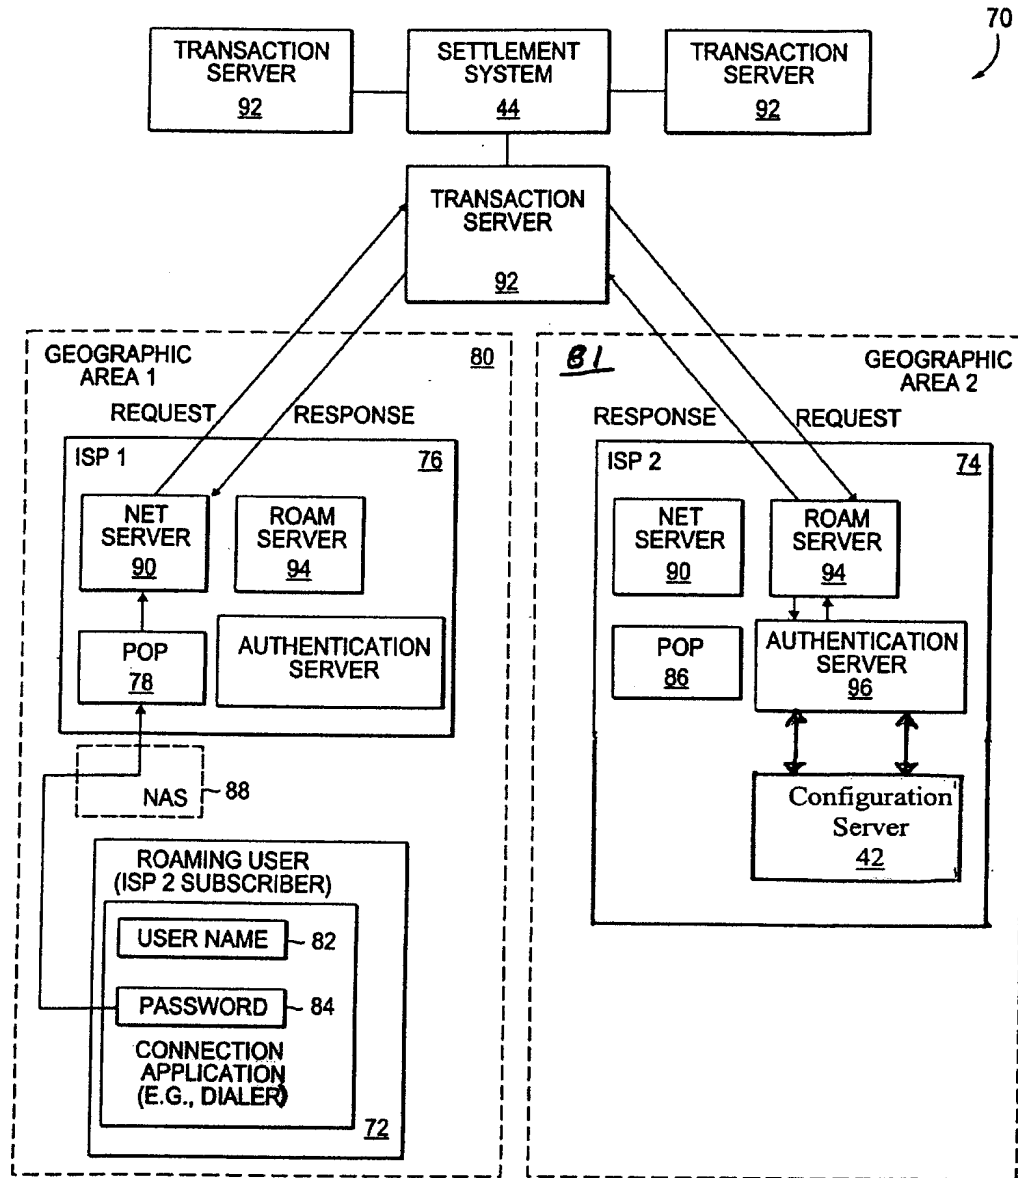 70
TRANSACTION
SERVER
92
SETTLEMENT
SYSTEM
44
TRANSACTION
SERVER
92
TRANSACTION
SERVER
92
GEOGRAPHIC
AREA 1
80
REQUEST
RESPONSE
ISP 1
76
NET
SERVER
90
ROAM
SERVER
94
POP
78
AUTHENTICATION
SERVER
NAS
88
ROAMING USER
(ISP 2 SUBSCRIBER)
USER NAME
82
PASSWORD
84
CONNECTION
APPLICATION
(E.G., DIALER)
72
81
GEOGRAPHIC
AREA 2
RESPONSE
REQUEST
ISP 2
74
NET
SERVER
90
ROAM
SERVER
94
POP
86
AUTHENTICATION
SERVER
96
Configuration
Server
42